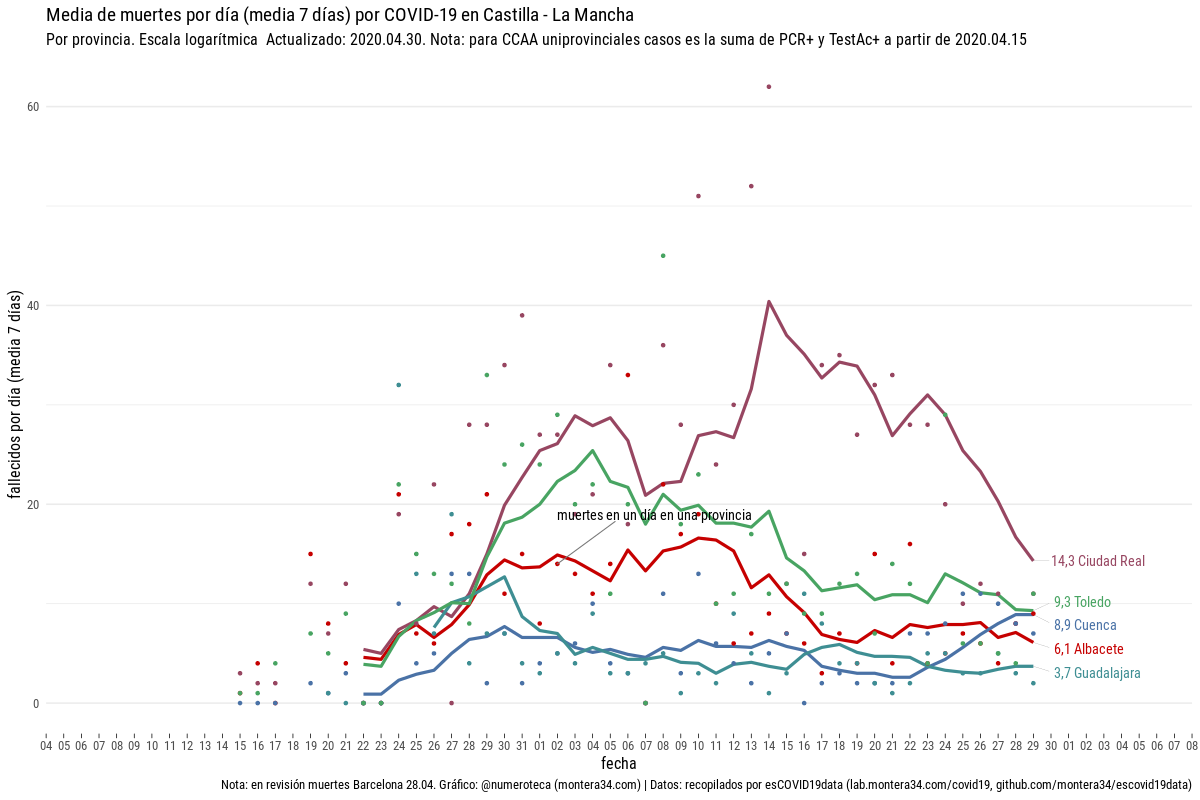 Media de muertes por día (media 7 días) por COVID-19 en Castilla - La Mancha
Por provincia. Escala logarítmica  Actualizado: 2020.04.30. Nota: para CCAA uniprovinciales casos es la suma de PCR+ y TestAc+ a partir de 2020.04.15
fallecidos por día (media 7 días)
60
40
20
0
muertes en un día en una provincia
14,3 Ciudad Real
9,3 Toledo
8,9 Cuenca
6,1 Albacete
3,7 Guadalajara
04 05 06 07 08 09 10 11 12 13 14 15 16 17 18 19 20 21 22 23 24 25 26 27 28 29 30 31 01 02 03 04 05 06 07 08 09 10 11 12 13 14 15 16 17 18 19 20 21 22 23 24 25 26 27 28 29 30 01 02 03 04 05 06 07 08
fecha
Nota: en revisión muertes Barcelona 28.04. Gráfico: @numeroteca (montera34.com) | Datos: recopilados por esCOVID19data (lab.montera34.com/covid19, github.com/montera34/escovid19data)